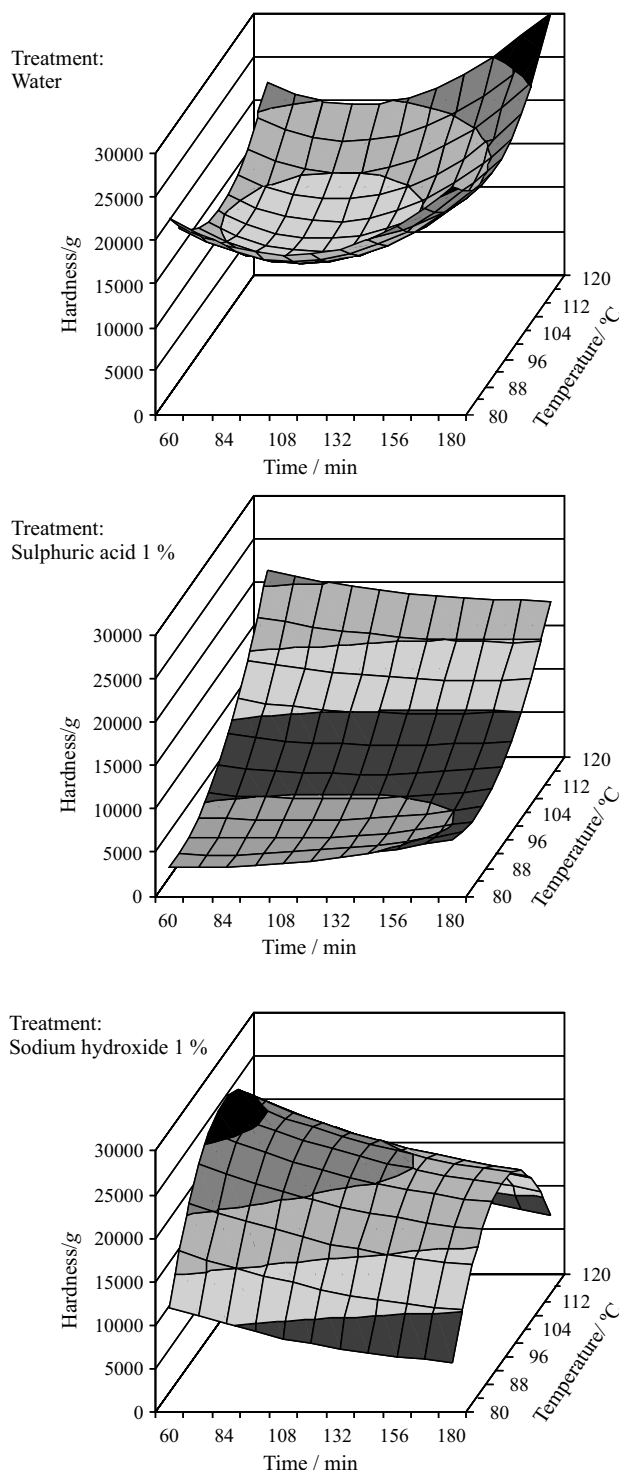 Treatment:
Water
30000
25000
20000
15000
10000
5000
0
Hardness/g
60 84 108 132 156 180
Time / min
80
88
96
104
112
120
Temperature/ ºC
Treatment:
Sulphuric acid 1 %
30000
25000
20000
15000
10000
5000
0
Hardness/g
60 84 108 132 156 180
Time / min
80
88
96
104
112
120
Temperature/ ºC
Treatment:
Sodium hydroxide 1 %
30000
25000
20000
15000
10000
5000
0
Hardness/g
60 84 108 132 156 180
Time / min
80
88
96
104
112
120
Temperature/ ºC